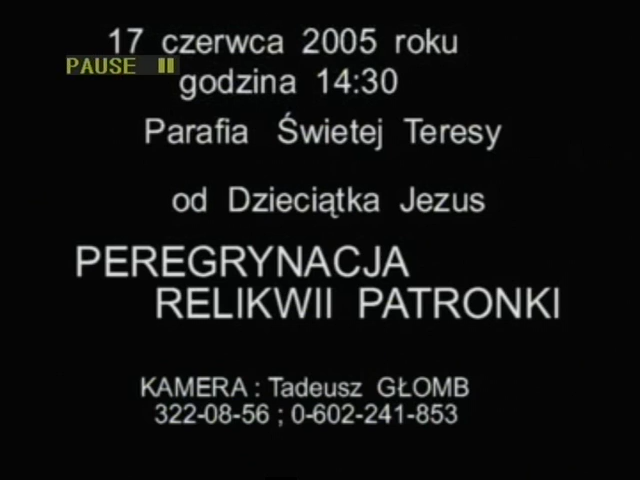 17 czerwca 2005 roku
PAUSE
godzina 14:30
Parafia Świetej Teresy
od Dzieciątka Jezus
PEREGRYNACJA
RELIKWII PATRONKI
KAMERA : Tadeusz GŁOMB
322-08-56 ; 0-602-241-853